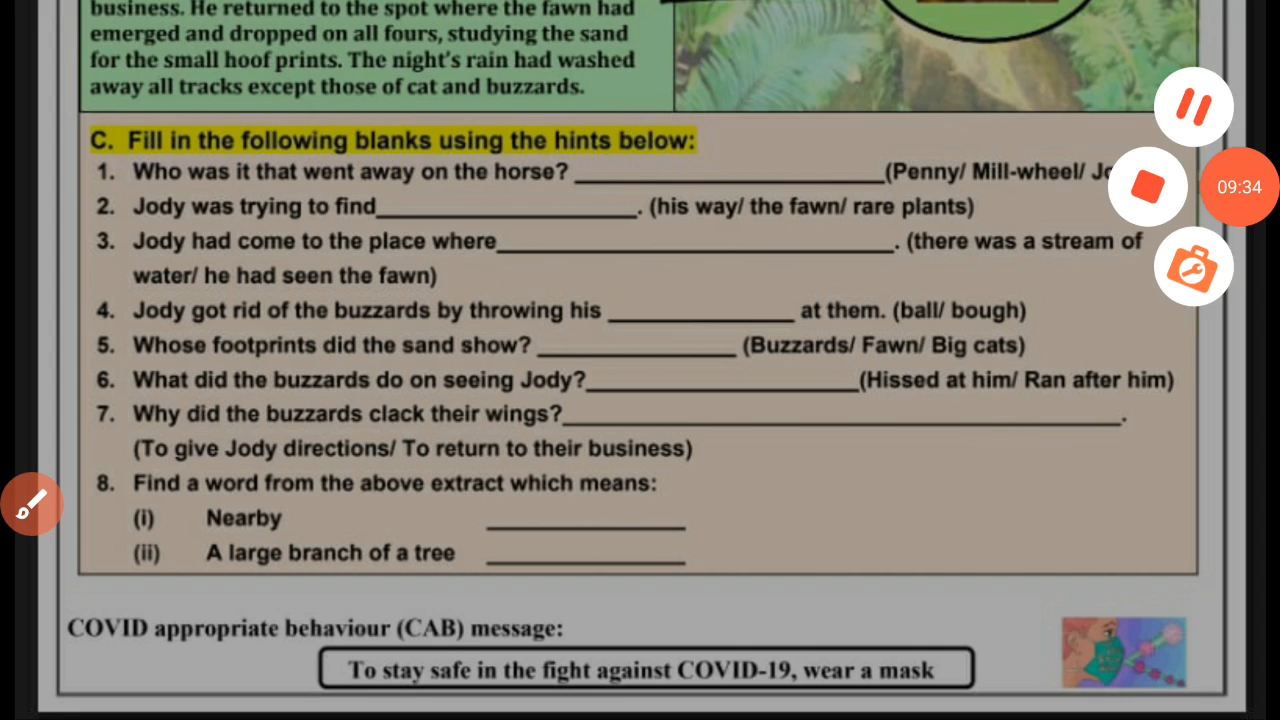 business. He returned to the spot where the fawn had
emerged and dropped on all fours, studying the sand
for the small hoof prints. The night's rain had washed
away all tracks except those of cat and buzzards.
C. Fill in the following blanks using the hints below:
1. Who was it that went away on the horse? ____________________(Penny/ Mill-wheel/
2. Jody was trying to find_________________. (his way/ the fawn/ rare plants)
3. Jody had come to the place where__________________________. (there was a stream of
water/ he had seen the fawn)
4. Jody got rid of the buzzards by throwing his ____________ at them. (ball/ bough)
5. Whose footprints did the sand show? _____________ (Buzzards/ Fawn/ Big cats)
6. What did the buzzards do on seeing Jody?__________________(Hissed at him/ Ran after him)
7. Why did the buzzards clack their wings?____________________________________.
(To give Jody directions/ To return to their business)
8. Find a word from the above extract which means:
(i) Nearby _____________
(ii) A large branch of a tree _____________
COVID appropriate behaviour (CAB) message:
To stay safe in the fight against COVID-19, wear a mask
09:34